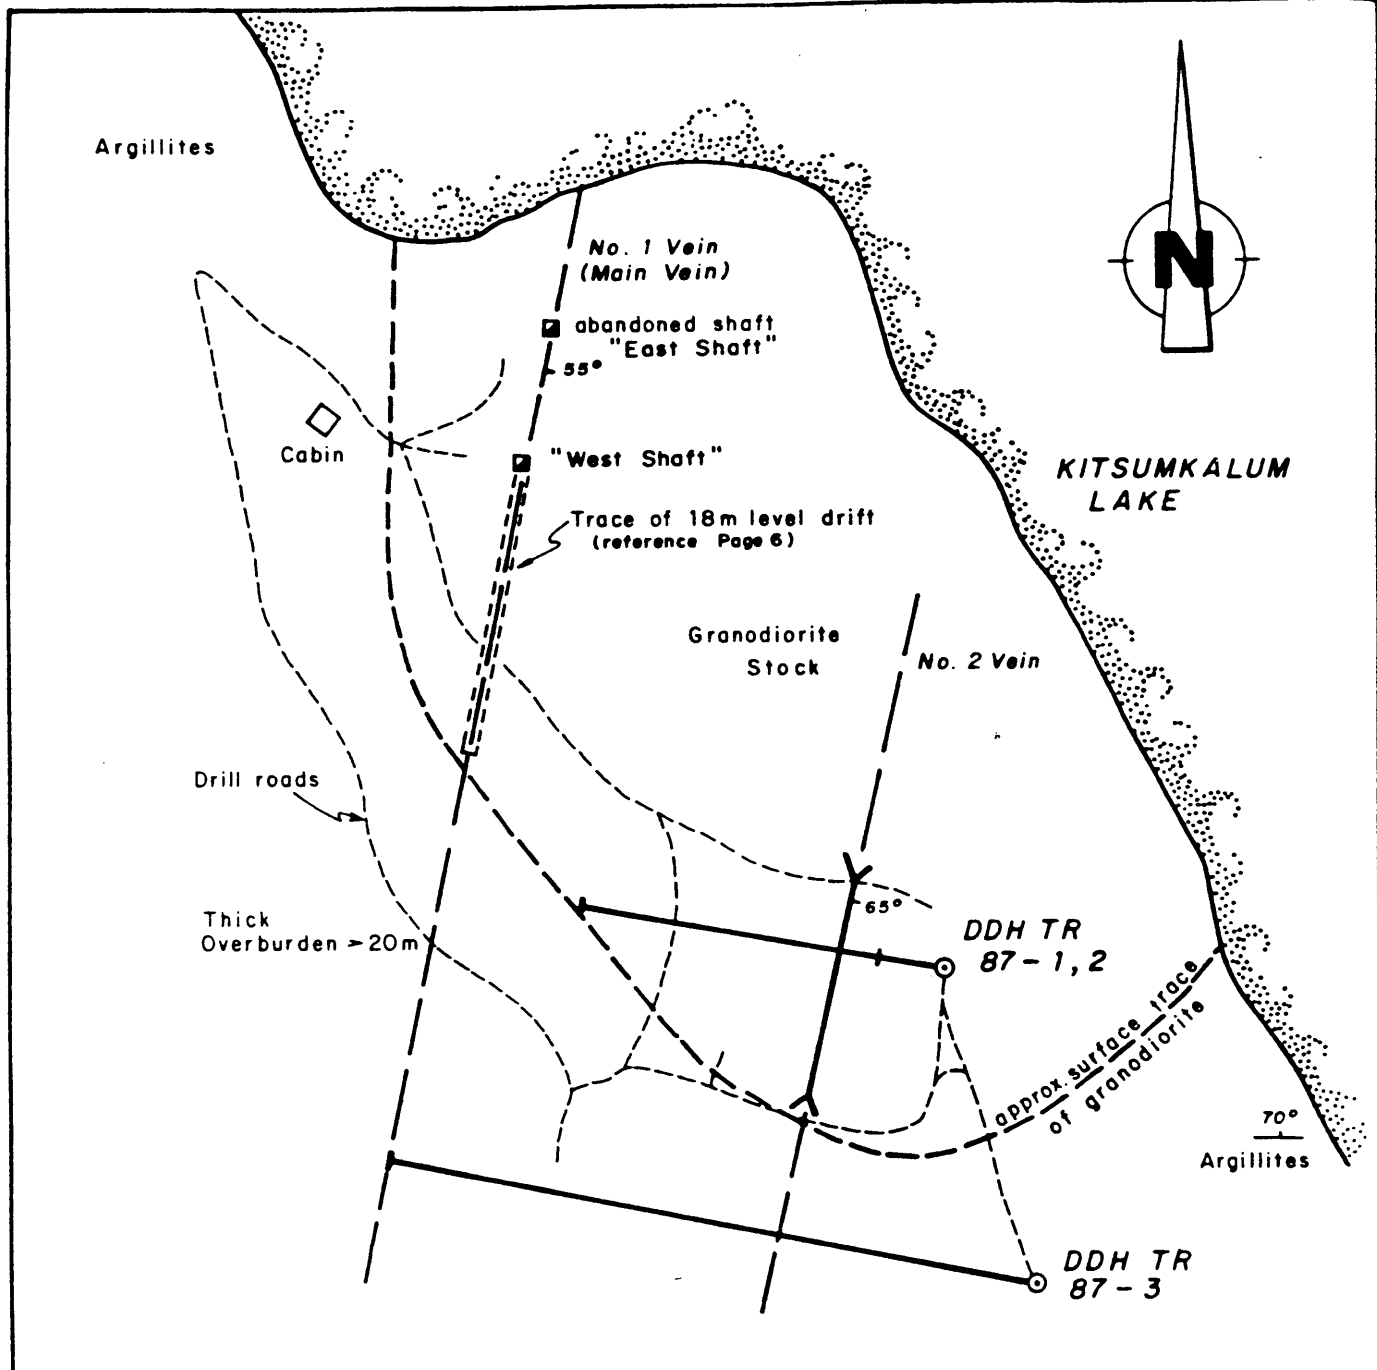 Argillites
N
No. 1 Vein
(Main Vein)
abandoned shaft
"East Shaft"
55°
Cabin
"West Shaft"
KITSUMKALUM
LAKE
Trace of 18m level drift
(reference Page 6)
Granodiorite
Stock
No. 2 Vein
Drill roads
65°
Thick
Overburden > 20m
DDH TR
87-1,2
approx. surface trace
of granodiorite
70°
Argillites
DDH TR
87-3